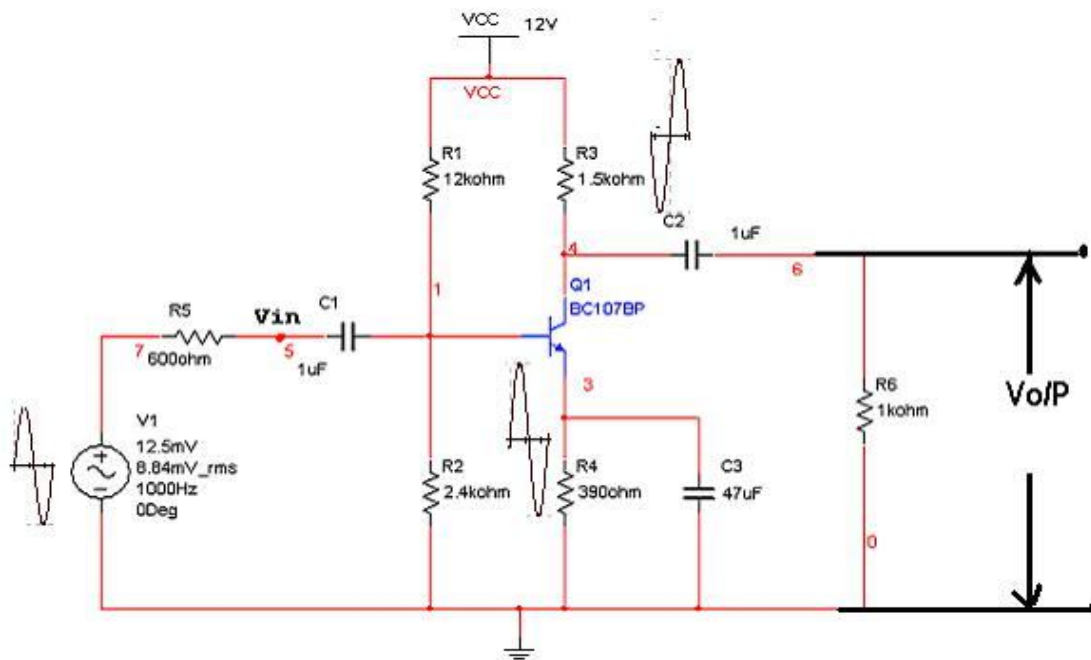 VCC 12V
VCC
R1
12kohm
R3
1.5kohm
C2
1uF
4
6
Q1
BC107BP
1
C1
Vin
R5
7
5
600ohm
1uF
3
V1
12.5mV
8.84mV_rms
1000Hz
0Deg
R2
2.4kohm
R4
390ohm
C3
47uF
R6
1kohm
Vo/P
0